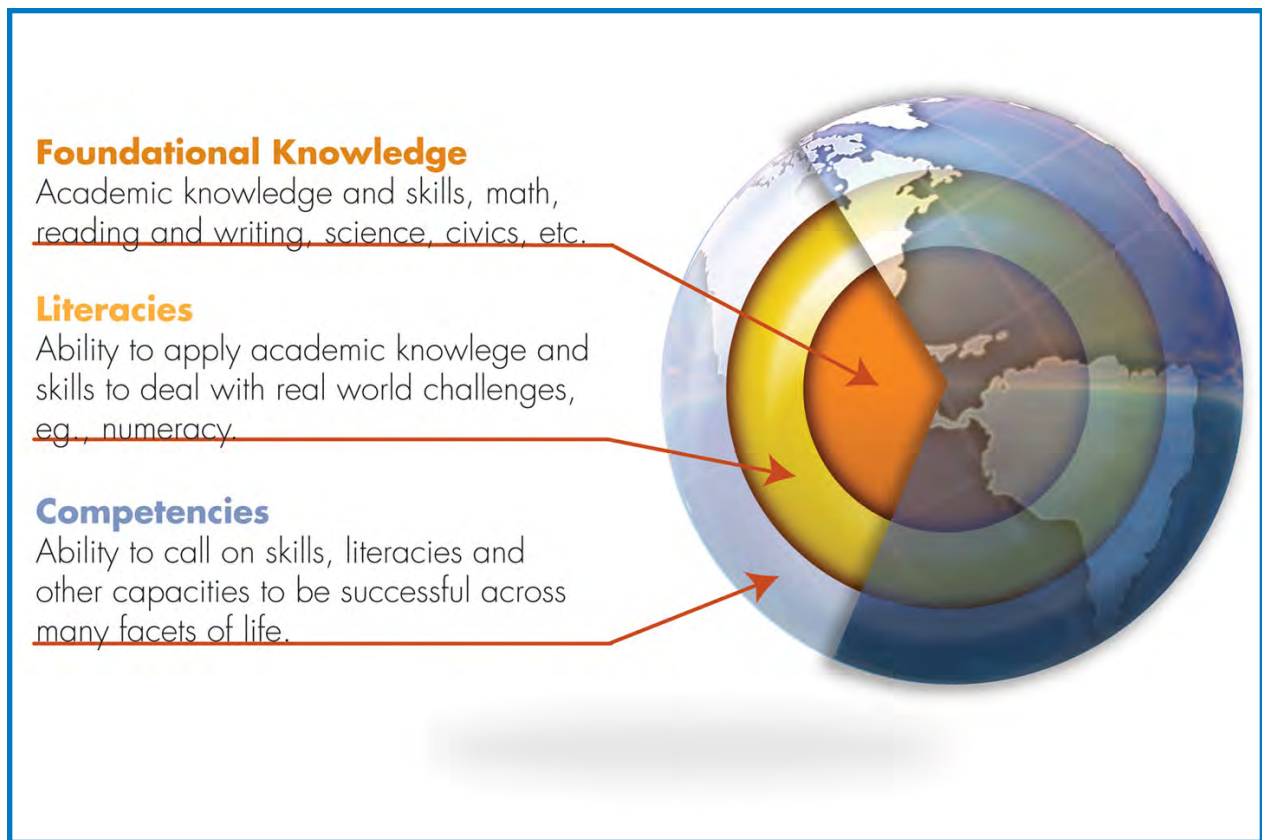 Foundational Knowledge
Academic knowledge and skills, math,
reading and writing, science, civics, etc.
Literacies
Ability to apply academic knowlege and
skills to deal with real world challenges,
eg., numeracy.
Competencies
Ability to call on skills, literacies and
other capacities to be successful across
many facets of life.